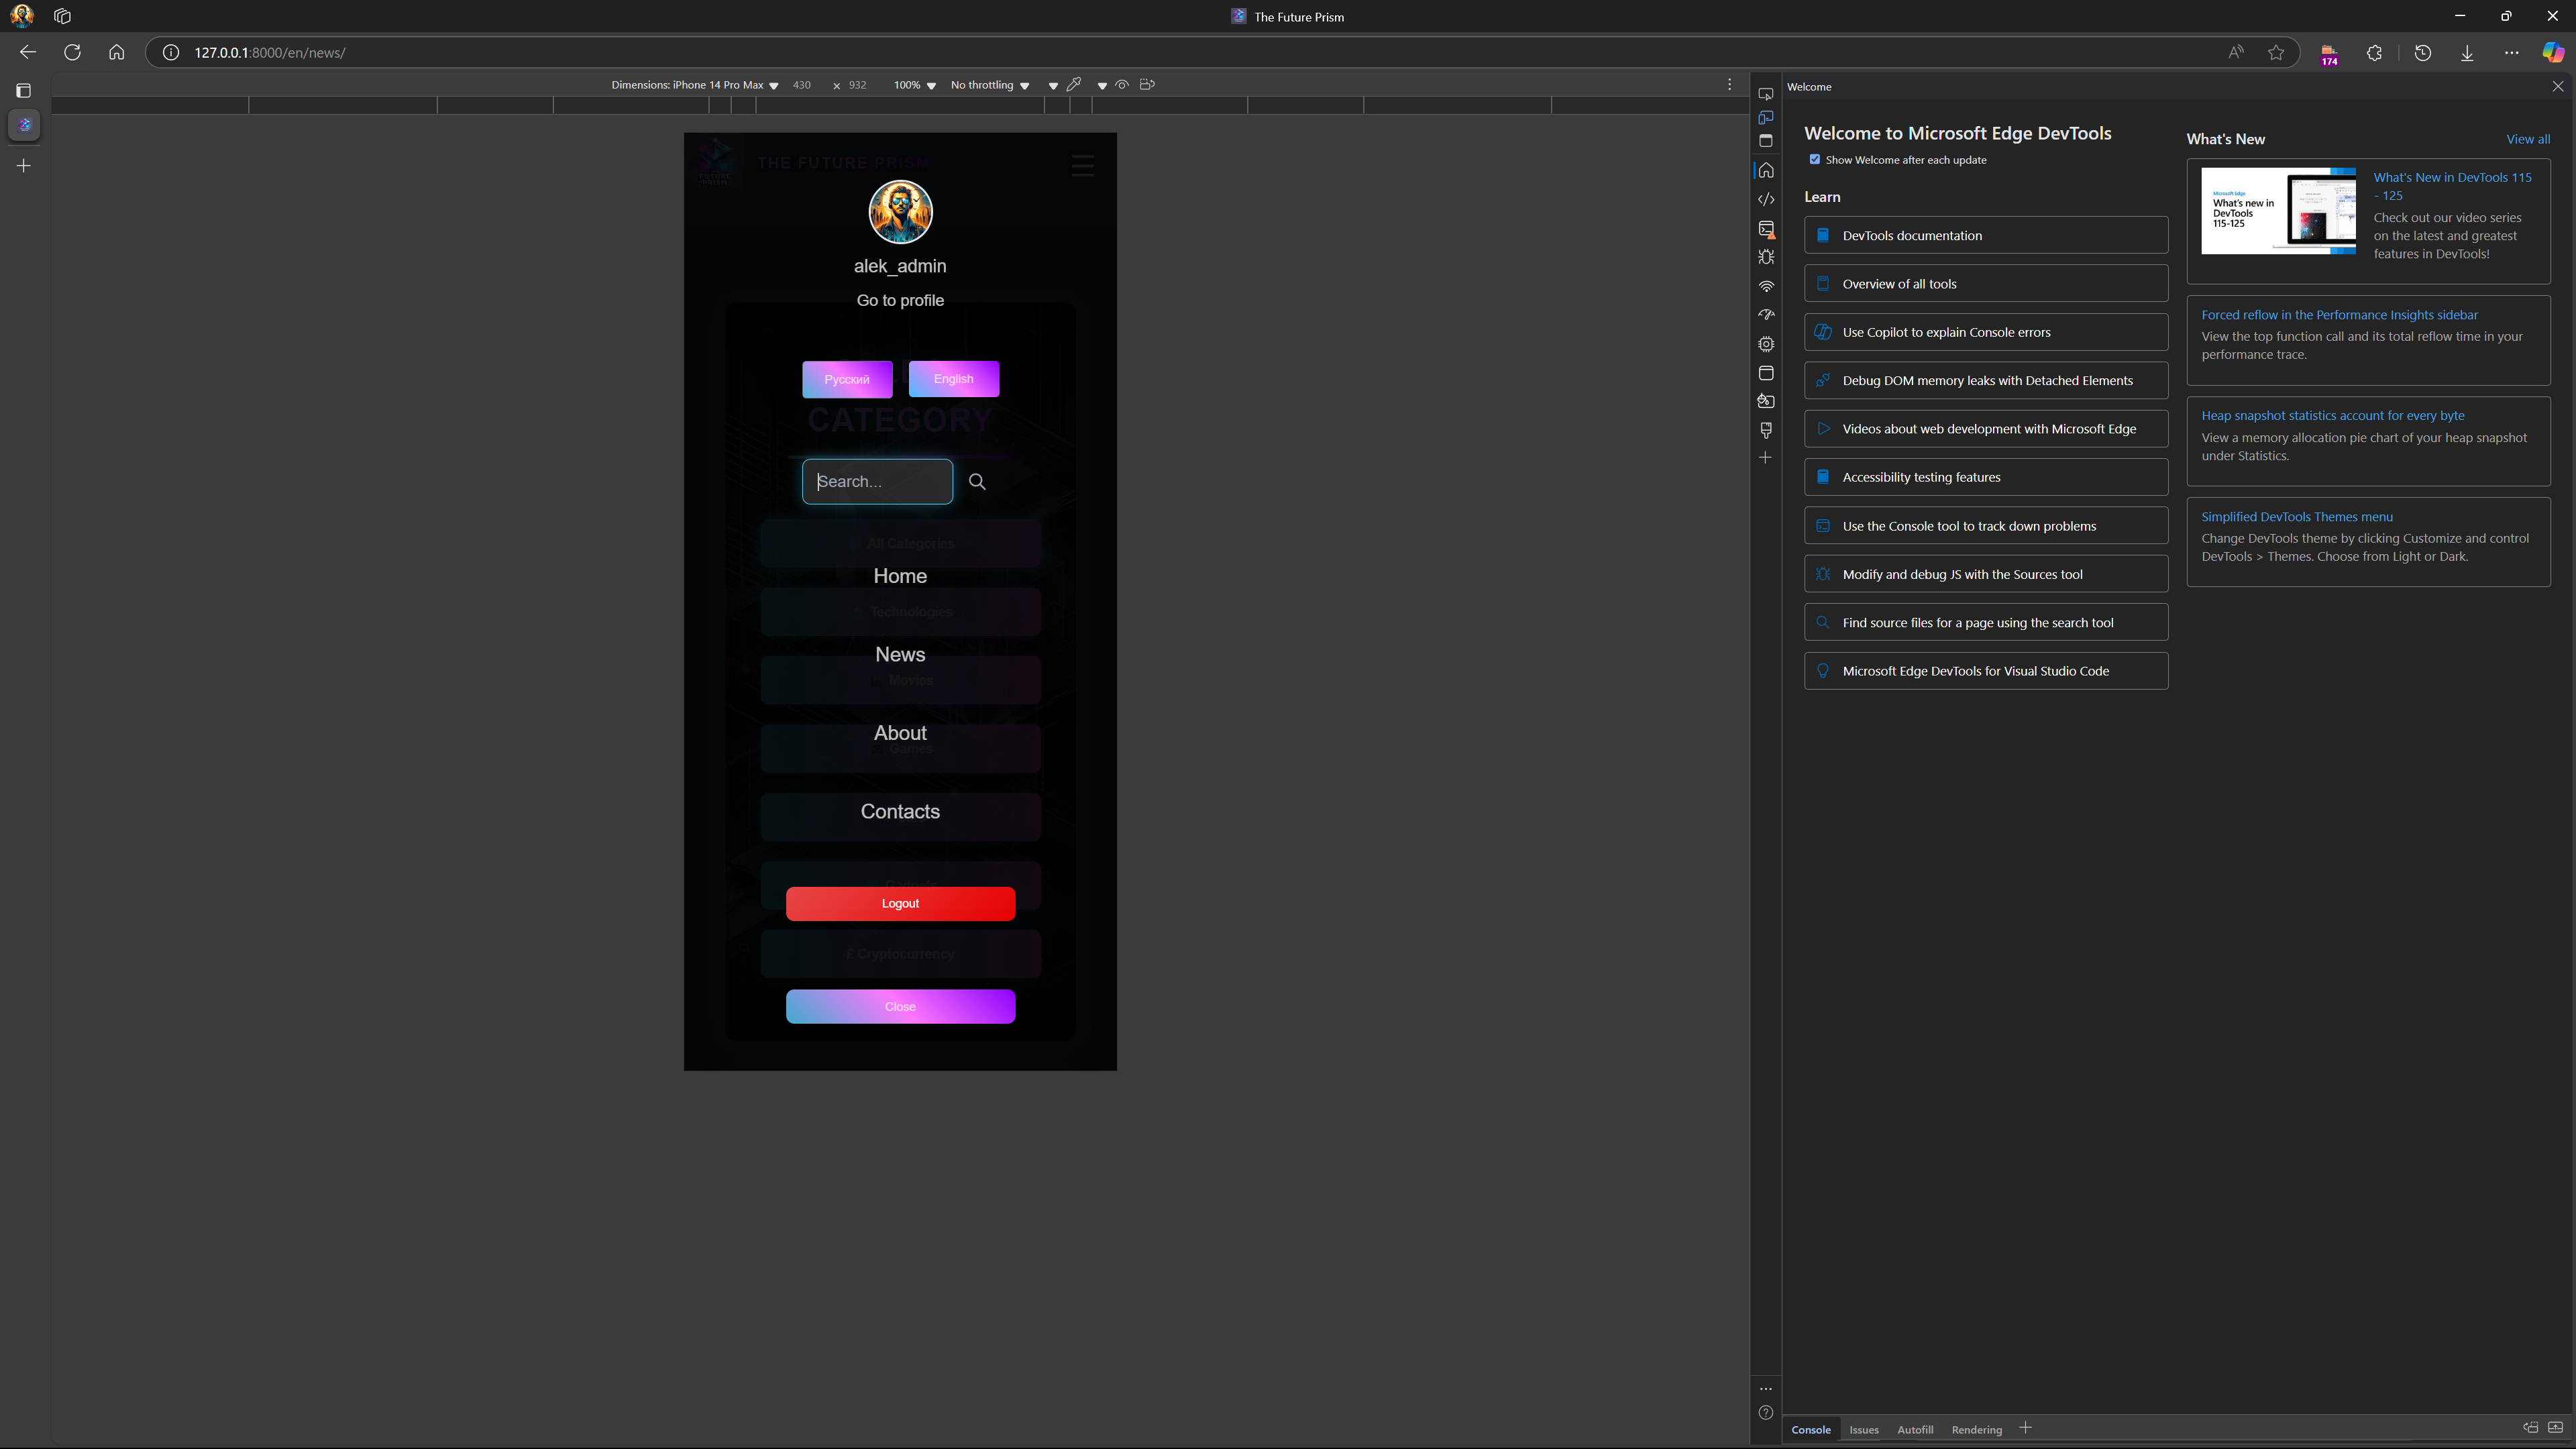 The Future Prism
127.0.0.1:8000/en/news/
174
Dimensions: iPhone 14 Pro Max
430 × 932
100%
No throttling
THE FUTURE PRISM
FUTURE
PRISM
alek_admin
Go to profile
Русский
English
CATEGORY
Search...
All Categories
Home
Technologies
News
Movies
About
Games
Contacts
Logout
£ Cryptocurrency
Close
Welcome
Welcome to Microsoft Edge DevTools
Show Welcome after each update
Learn
DevTools documentation
Overview of all tools
Use Copilot to explain Console errors
Debug DOM memory leaks with Detached Elements
Videos about web development with Microsoft Edge
Accessibility testing features
Use the Console tool to track down problems
Modify and debug JS with the Sources tool
Find source files for a page using the search tool
Microsoft Edge DevTools for Visual Studio Code
What's New
View all
Microsoft Edge
What's new in
DevTools
115-125
What's New in DevTools 115
- 125
Check out our video series
on the latest and greatest
features in DevTools!
Forced reflow in the Performance Insights sidebar
View the top function call and its total reflow time in your
performance trace.
Heap snapshot statistics account for every byte
View a memory allocation pie chart of your heap snapshot
under Statistics.
Simplified DevTools Themes menu
Change DevTools theme by clicking Customize and control
DevTools > Themes. Choose from Light or Dark.
Console
Issues
Autofill
Rendering